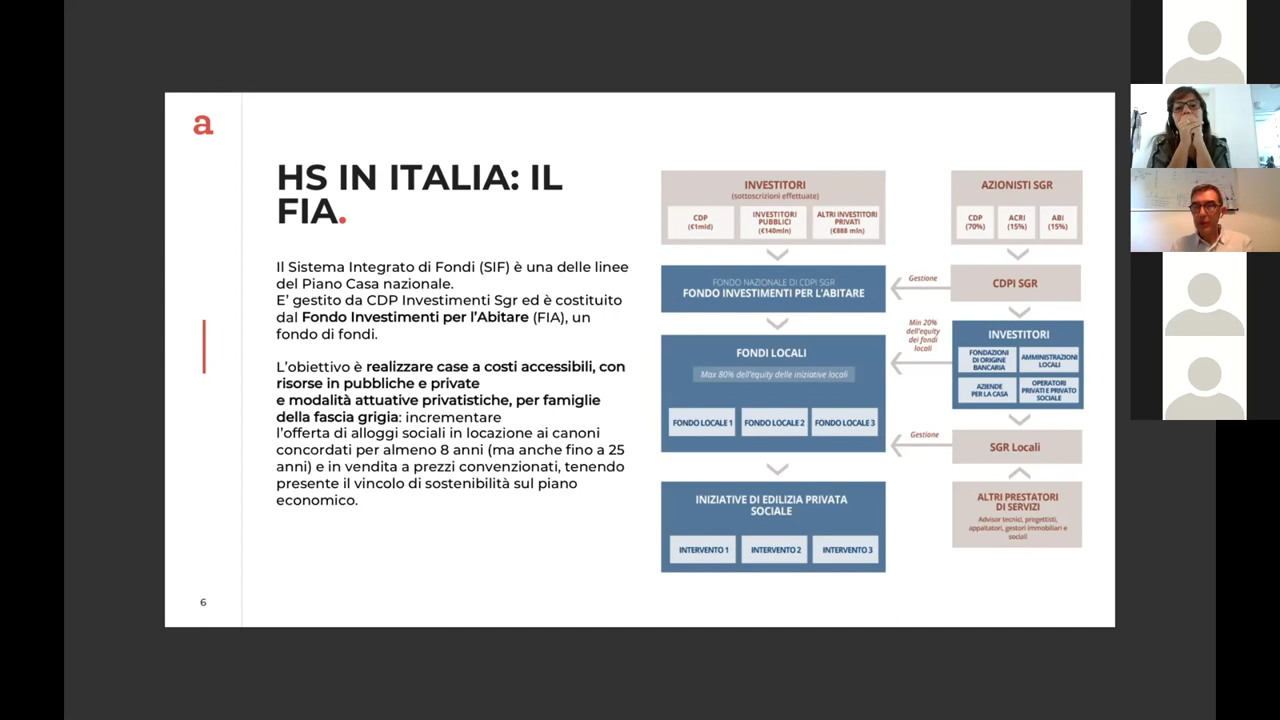 a
HS IN ITALIA: IL
FIA.
Il Sistema Integrato di Fondi (SIF) è una delle linee
del Piano Casa nazionale.
E' gestito da CDP Investimenti Sgr ed è costituito
dal Fondo Investimenti per l'Abitare (FIA), un
fondo di fondi.
L'obiettivo è realizzare case a costi accessibili, con
risorse in pubbliche e private
e modalità attuative privatistiche, per famiglie
della fascia grigia: incrementare
l'offerta di alloggi sociali in locazione ai canoni
concordati per almeno 8 anni (ma anche fino a 25
anni) e in vendita a prezzi convenzionati, tenendo
presente il vincolo di sostenibilità sul piano
economico.
6
INVESTITORI
(sottoscrizioni effettuate)
CDP
(€1mld)
INVESTITORI
PUBBLICI
(€140mln)
ALTRI INVESTITORI
PRIVATI
(€888 mln)
FONDO NAZIONALE DI CDPI SGR
FONDO INVESTIMENTI PER L'ABITARE
FONDI LOCALI
Max 80% dell'equity delle iniziative locali
FONDO LOCALE 1
FONDO LOCALE 2
FONDO LOCALE 3
INIZIATIVE DI EDILIZIA PRIVATA
SOCIALE
INTERVENTO 1
INTERVENTO 2
INTERVENTO 3
Gestione
Min 20%
dell'equity
dei fondi
locali
Gestione
AZIONISTI SGR
CDP
(70%)
ACRI
(15%)
ABI
(15%)
CDPI SGR
INVESTITORI
FONDAZIONI
DI ORIGINE
BANCARIA
AMMINISTRAZIONI
LOCALI
AZIENDE
PER LA CASA
OPERATORI
PRIVATI E PRIVATO
SOCIALE
SGR Locali
ALTRI PRESTATORI
DI SERVIZI
Advisor tecnici, progettisti,
appaltatori, gestori immobiliari e
sociali